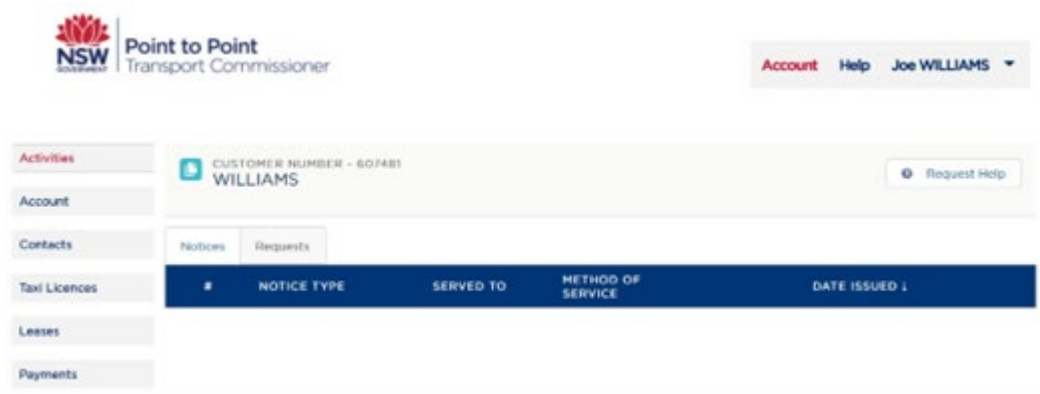 NSW
GOVERNMENT
Point to Point
Transport Commissioner
Account Help Joe WILLIAMS
Activities
Account
Contacts
Taxi Licences
Leases
Payments
CUSTOMER NUMBER - 607481
WILLIAMS
Request Help
Notices Requests
# NOTICE TYPE SERVED TO METHOD OF SERVICE DATE ISSUED ↓